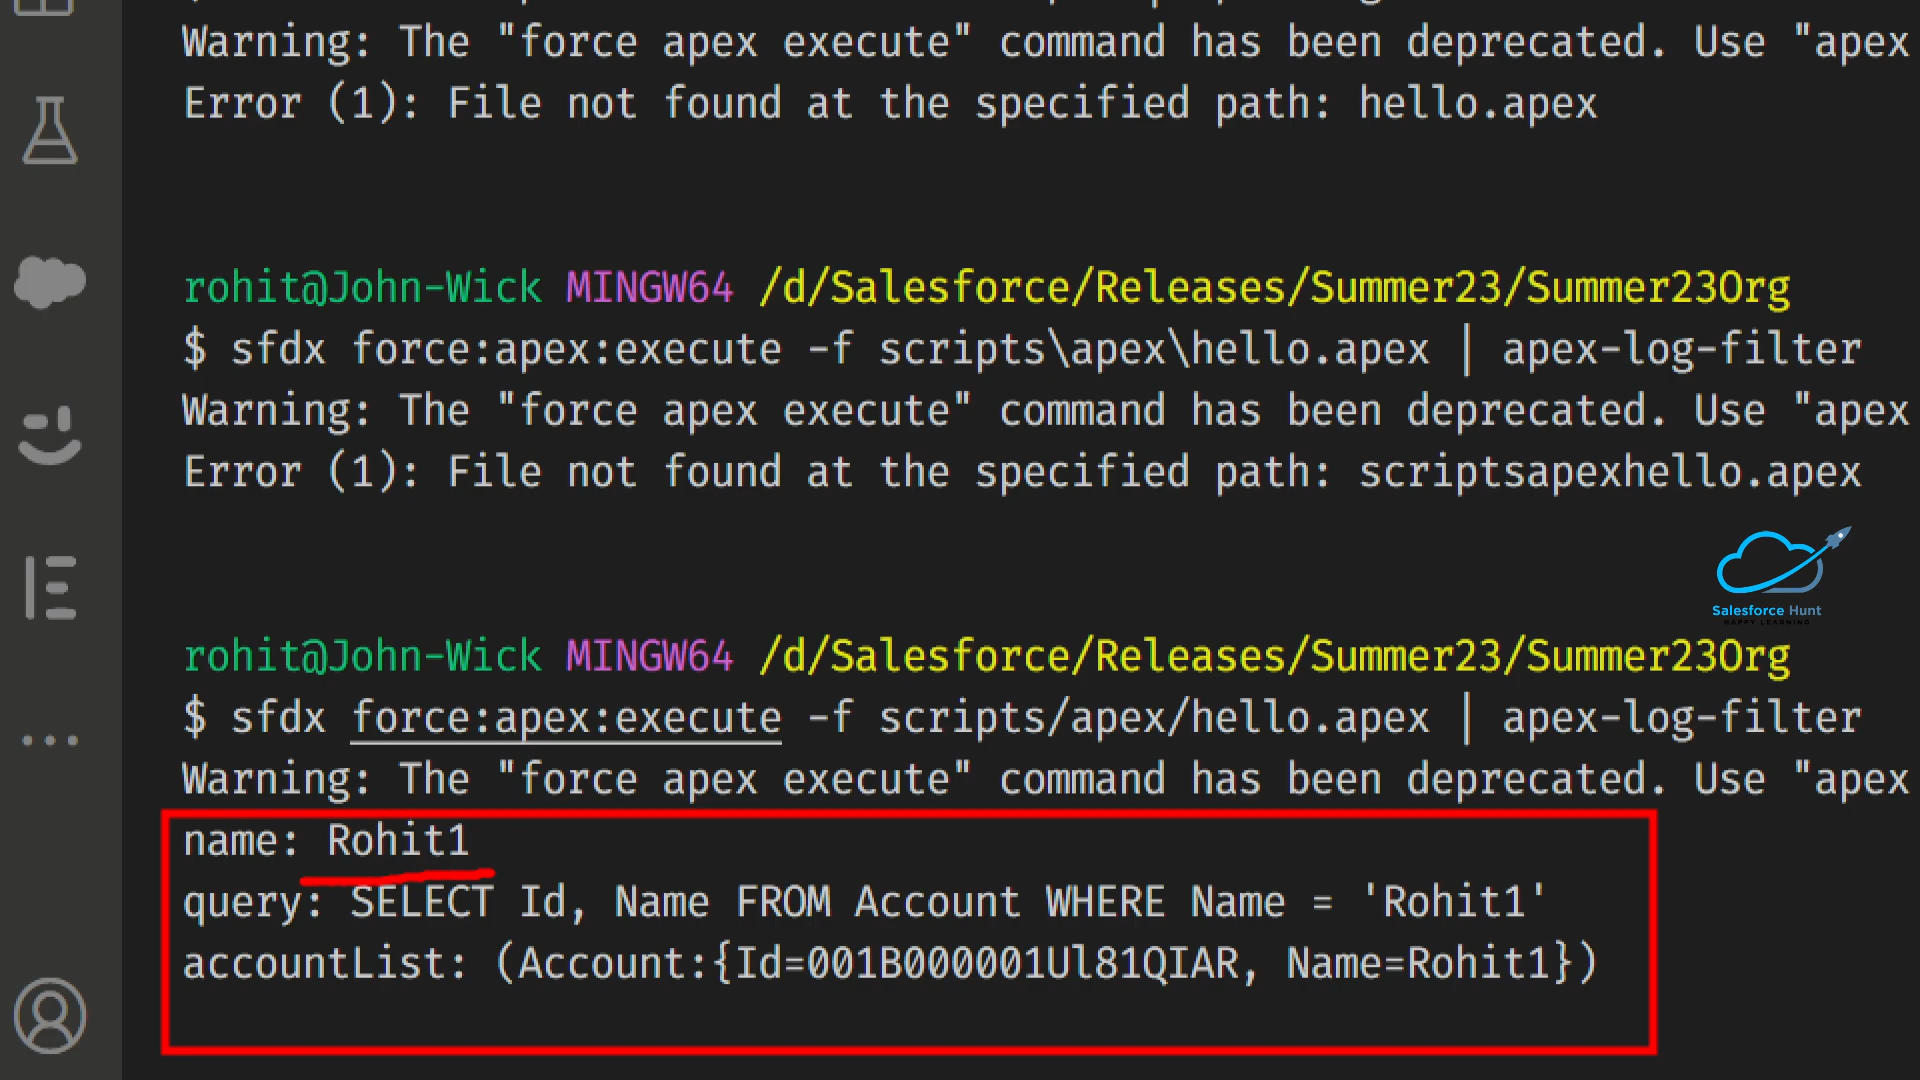 Warning: The "force apex execute" command has been deprecated. Use "apex
Error (1): File not found at the specified path: hello.apex
rohit@John-Wick MINGW64 /d/Salesforce/Releases/Summer23/Summer23Org
$ sfdx force:apex:execute -f scripts\apex\hello.apex | apex-log-filter
Warning: The "force apex execute" command has been deprecated. Use "apex
Error (1): File not found at the specified path: scriptsapexhello.apex
Salesforce Hunt
HAPPY LEARNING
rohit@John-Wick MINGW64 /d/Salesforce/Releases/Summer23/Summer23Org
$ sfdx force:apex:execute -f scripts/apex/hello.apex | apex-log-filter
Warning: The "force apex execute" command has been deprecated. Use "apex
name: Rohit1
query: SELECT Id, Name FROM Account WHERE Name = 'Rohit1'
accountList: (Account:{Id=001B000001Ul81QIAR, Name=Rohit1})